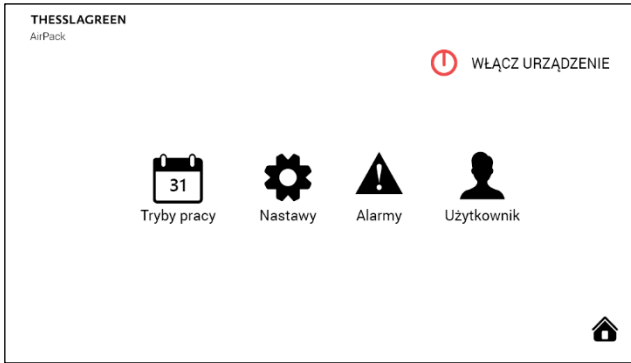 THESSLAGREEN
AirPack
WŁĄCZ URZĄDZENIE
31
Tryby pracy
Nastawy
Alarmy
Użytkownik